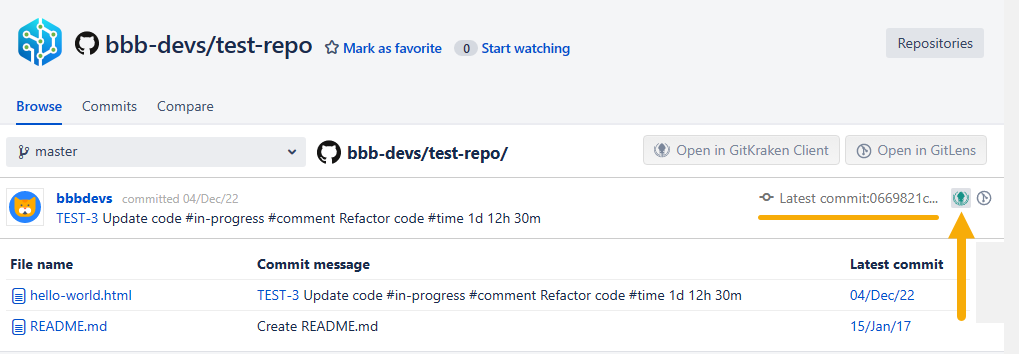 bbb-devs/test-repo Mark as favorite 0 Start watching Repositories
Browse Commits Compare
master bbb-devs/test-repo/ Open in GitKraken Client Open in GitLens
bbbdevs committed 04/Dec/22 Latest commit:0669821c...
TEST-3 Update code #in-progress #comment Refactor code #time 1d 12h 30m
File name Commit message Latest commit
hello-world.html TEST-3 Update code #in-progress #comment Refactor code #time 1d 12h 30m 04/Dec/22
README.md Create README.md 15/Jan/17